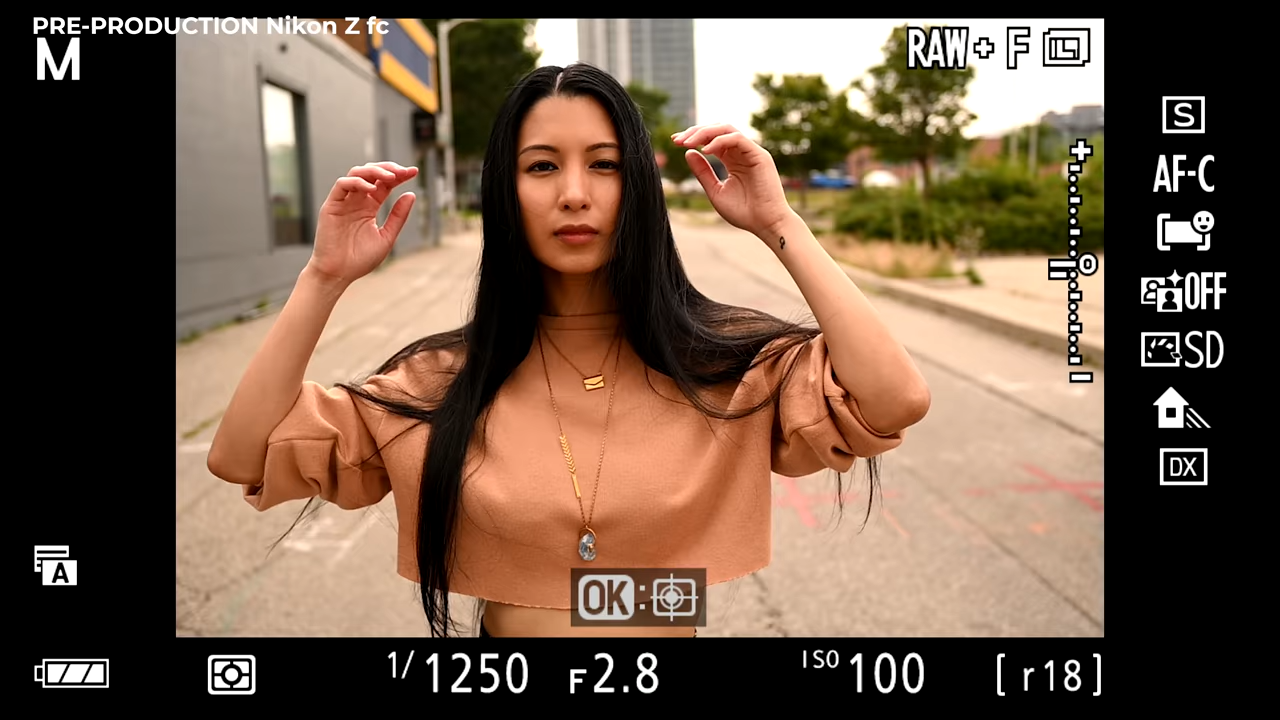 PRE-PRODUCTION Nikon Z fc
M
RAW+ F L
S
AF-C
OFF
SD
DX
A
OK:
1/1250 F2.8 ISO 100 [r18]